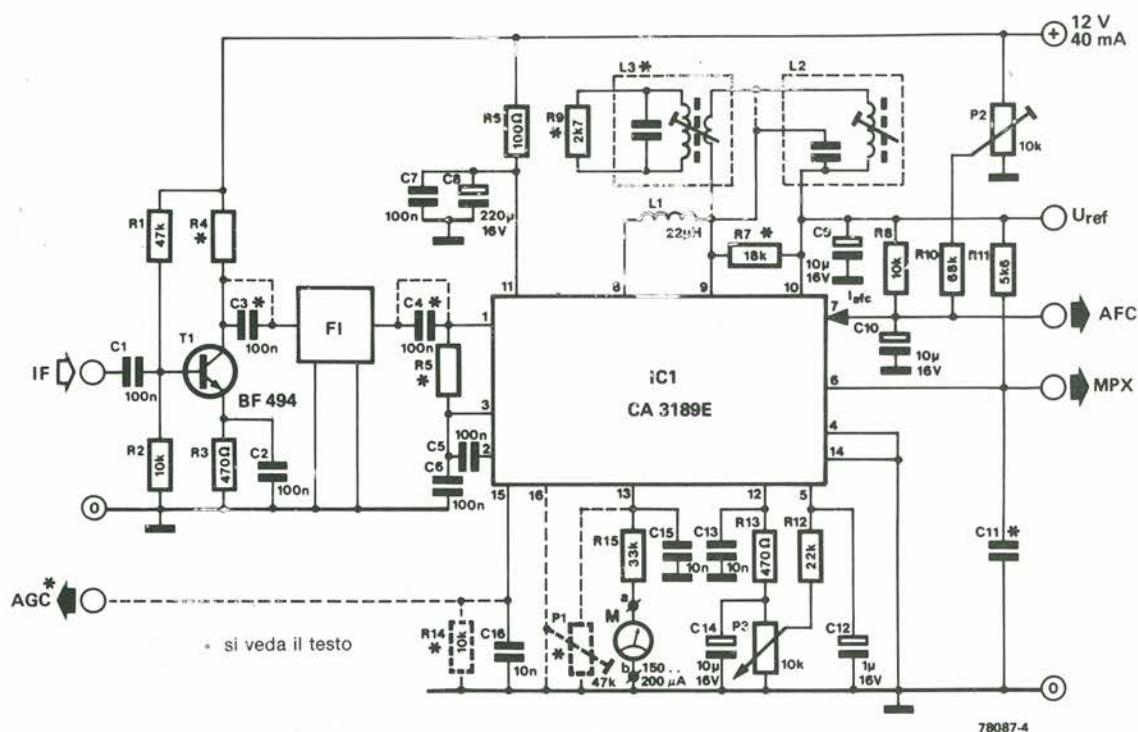 12 V
40 mA
L3*
L2
R5
100Ω
R9
*
2k7
P2
10k
C7
100n
C8
220µ
16V
R1
47k
R4
*
L1
22µH
R7 *
18k
C9
10µ
16V
R8
10k
R10
68k
R11
5k6
Uref
11
8
9
10
Iafc
7
AFC
C3*
100n
FI
C4*
100n
1
R5
*
C10
10µ
16V
IF
C1
100n
T1
BF 494
IC1
CA 3189E
6
MPX
3
4
14
R2
10k
R3
470Ω
C2
100n
C5
100n
2
C6
100n
15
16
13
12
5
0
R15
33k
C15
10n
C13
10n
R13
470Ω
R12
22k
C11*
AGC*
a
M
b
150..
200 µA
P1
*
47k
R14
*
10k
C16
10n
C14
10µ
16V
P3
10k
C12
1µ
16V
* si veda il testo
0
78087-4